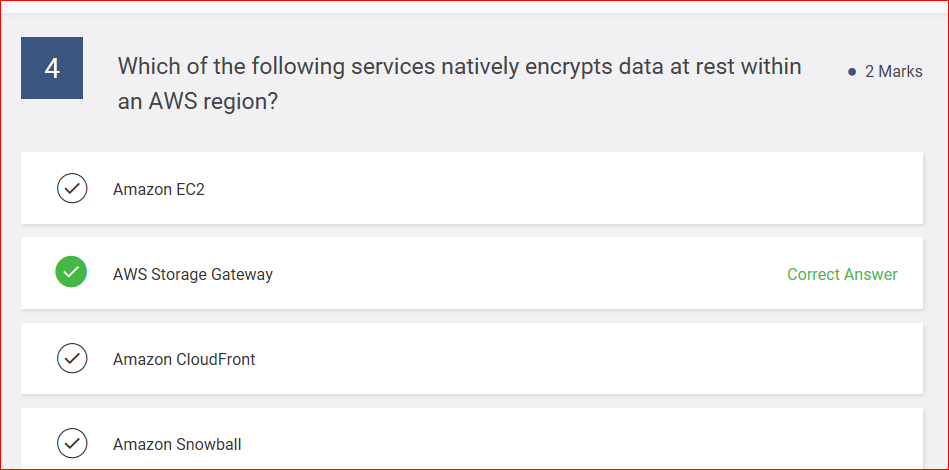 4
Which of the following services natively encrypts data at rest within
an AWS region?
2 Marks
Amazon EC2
AWS Storage Gateway
Correct Answer
Amazon CloudFront
Amazon Snowball